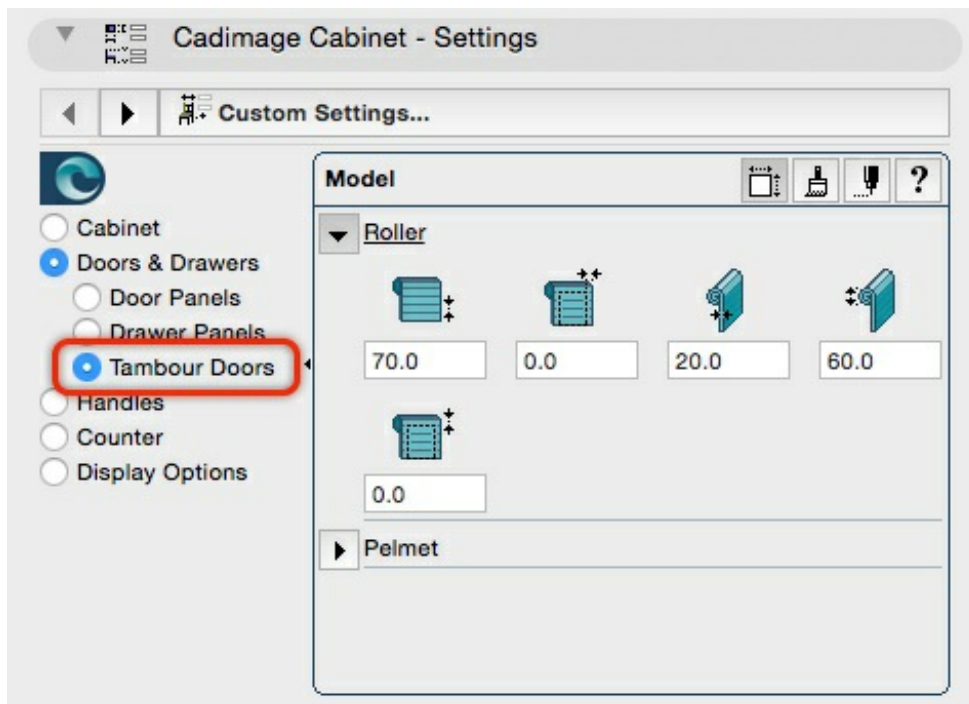 Cadimage Cabinet - Settings
Custom Settings...
Cabinet
Doors & Drawers
Door Panels
Drawer Panels
Tambour Doors
Handles
Counter
Display Options
Model
?
Roller
70.0 0.0 20.0 60.0
0.0
Pelmet